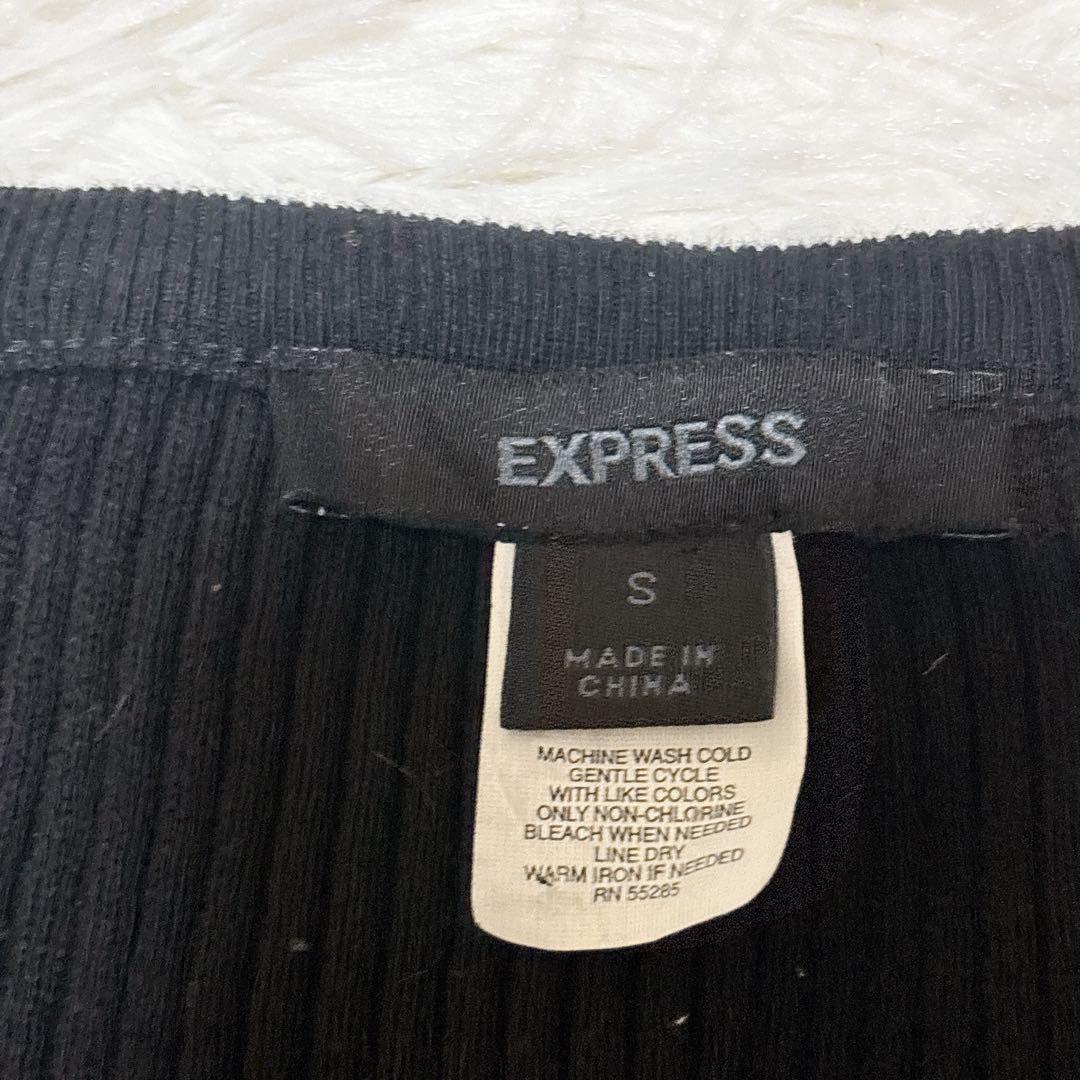 EXPRESS
S
MADE IN
CHINA
MACHINE WASH COLD
GENTLE CYCLE
WITH LIKE COLORS
ONLY NON-CHLORINE
BLEACH WHEN NEEDED
LINE DRY
WARM IRON IF NEEDED
RN 55285